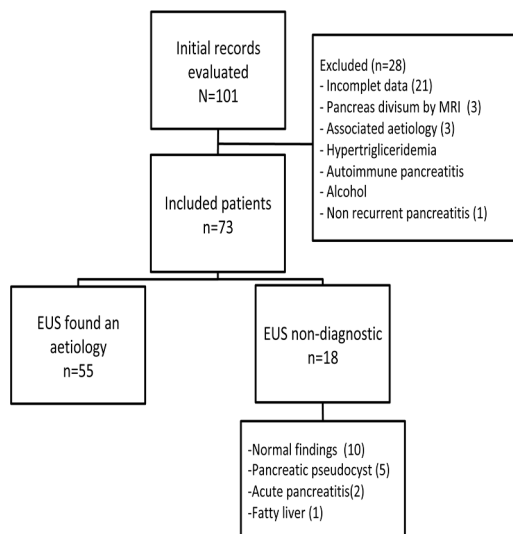 Initial records
evaluated
N=101
Excluded (n=28)
- Incomplet data (21)
- Pancreas divisum by MRI (3)
- Associated aetiology (3)
- Hypertrigliceridemia
- Autoimmune pancreatitis
- Alcohol
- Non recurrent pancreatitis (1)
Included patients
n=73
EUS found an
aetiology
n=55
EUS non-diagnostic
n=18
-Normal findings (10)
-Pancreatic pseudocyst (5)
-Acute pancreatitis(2)
-Fatty liver (1)